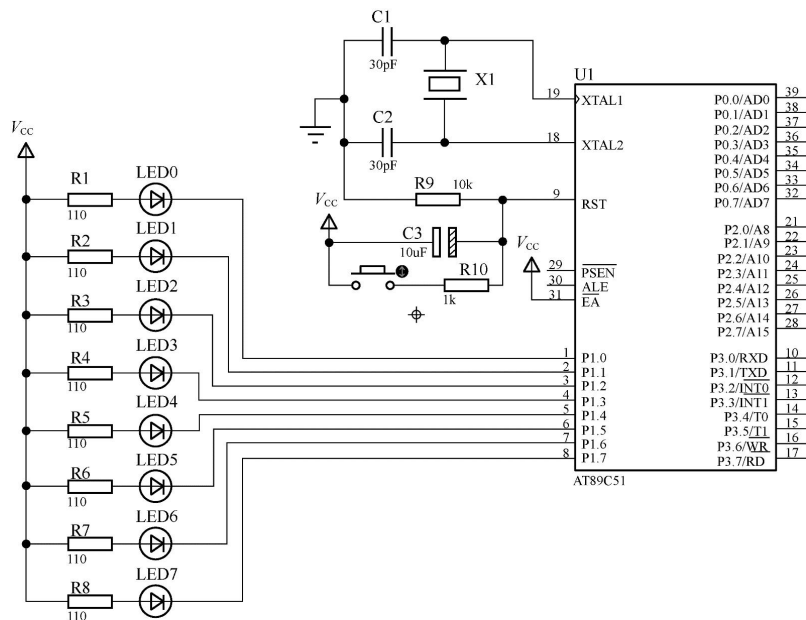 C1
30pF
X1
C2
30pF
R9
10k
VCC
C3
10uF
R10
1k
VCC
VCC
R1
110
LED0
R2
110
LED1
R3
110
LED2
R4
110
LED3
R5
110
LED4
R6
110
LED5
R7
110
LED6
R8
110
LED7
U1
19 XTAL1
18 XTAL2
9 RST
29 PSEN
30 ALE
31 EA
1 P1.0
2 P1.1
3 P1.2
4 P1.3
5 P1.4
6 P1.5
7 P1.6
8 P1.7
P0.0/AD0 39
P0.1/AD1 38
P0.2/AD2 37
P0.3/AD3 36
P0.4/AD4 35
P0.5/AD5 34
P0.6/AD6 33
P0.7/AD7 32
P2.0/A8 21
P2.1/A9 22
P2.2/A10 23
P2.3/A11 24
P2.4/A12 25
P2.5/A13 26
P2.6/A14 27
P2.7/A15 28
P3.0/RXD 10
P3.1/TXD 11
P3.2/INT0 12
P3.3/INT1 13
P3.4/T0 14
P3.5/T1 15
P3.6/WR 16
P3.7/RD 17
AT89C51